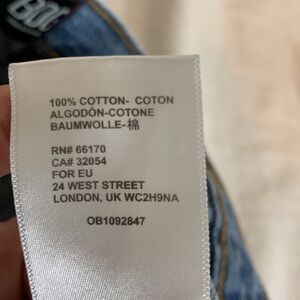 100% COTTON- COTON
ALGODÓN-COTONE
BAUMWOLLE-棉
RN# 66170
CA# 32054
FOR EU
24 WEST STREET
LONDON, UK WC2H9NA
OB1092847